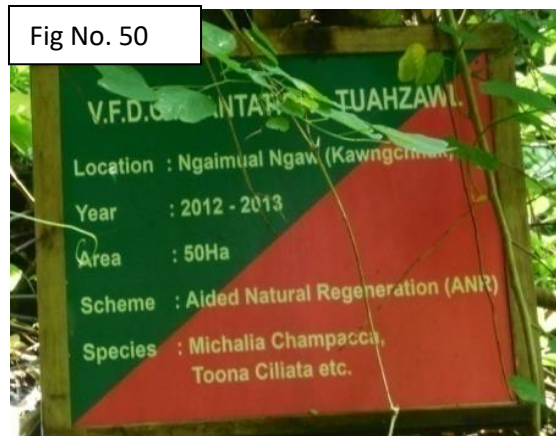 Fig No. 50
V.F.D.C. TUAHZAWL.
Location : Ngaimual Ngaw (Kawngchhuk)
Year : 2012 - 2013
Area : 50Ha
Scheme : Aided Natural Regeneration (ANR)
Species : Michalia Champacca,
Toona Ciliata etc.